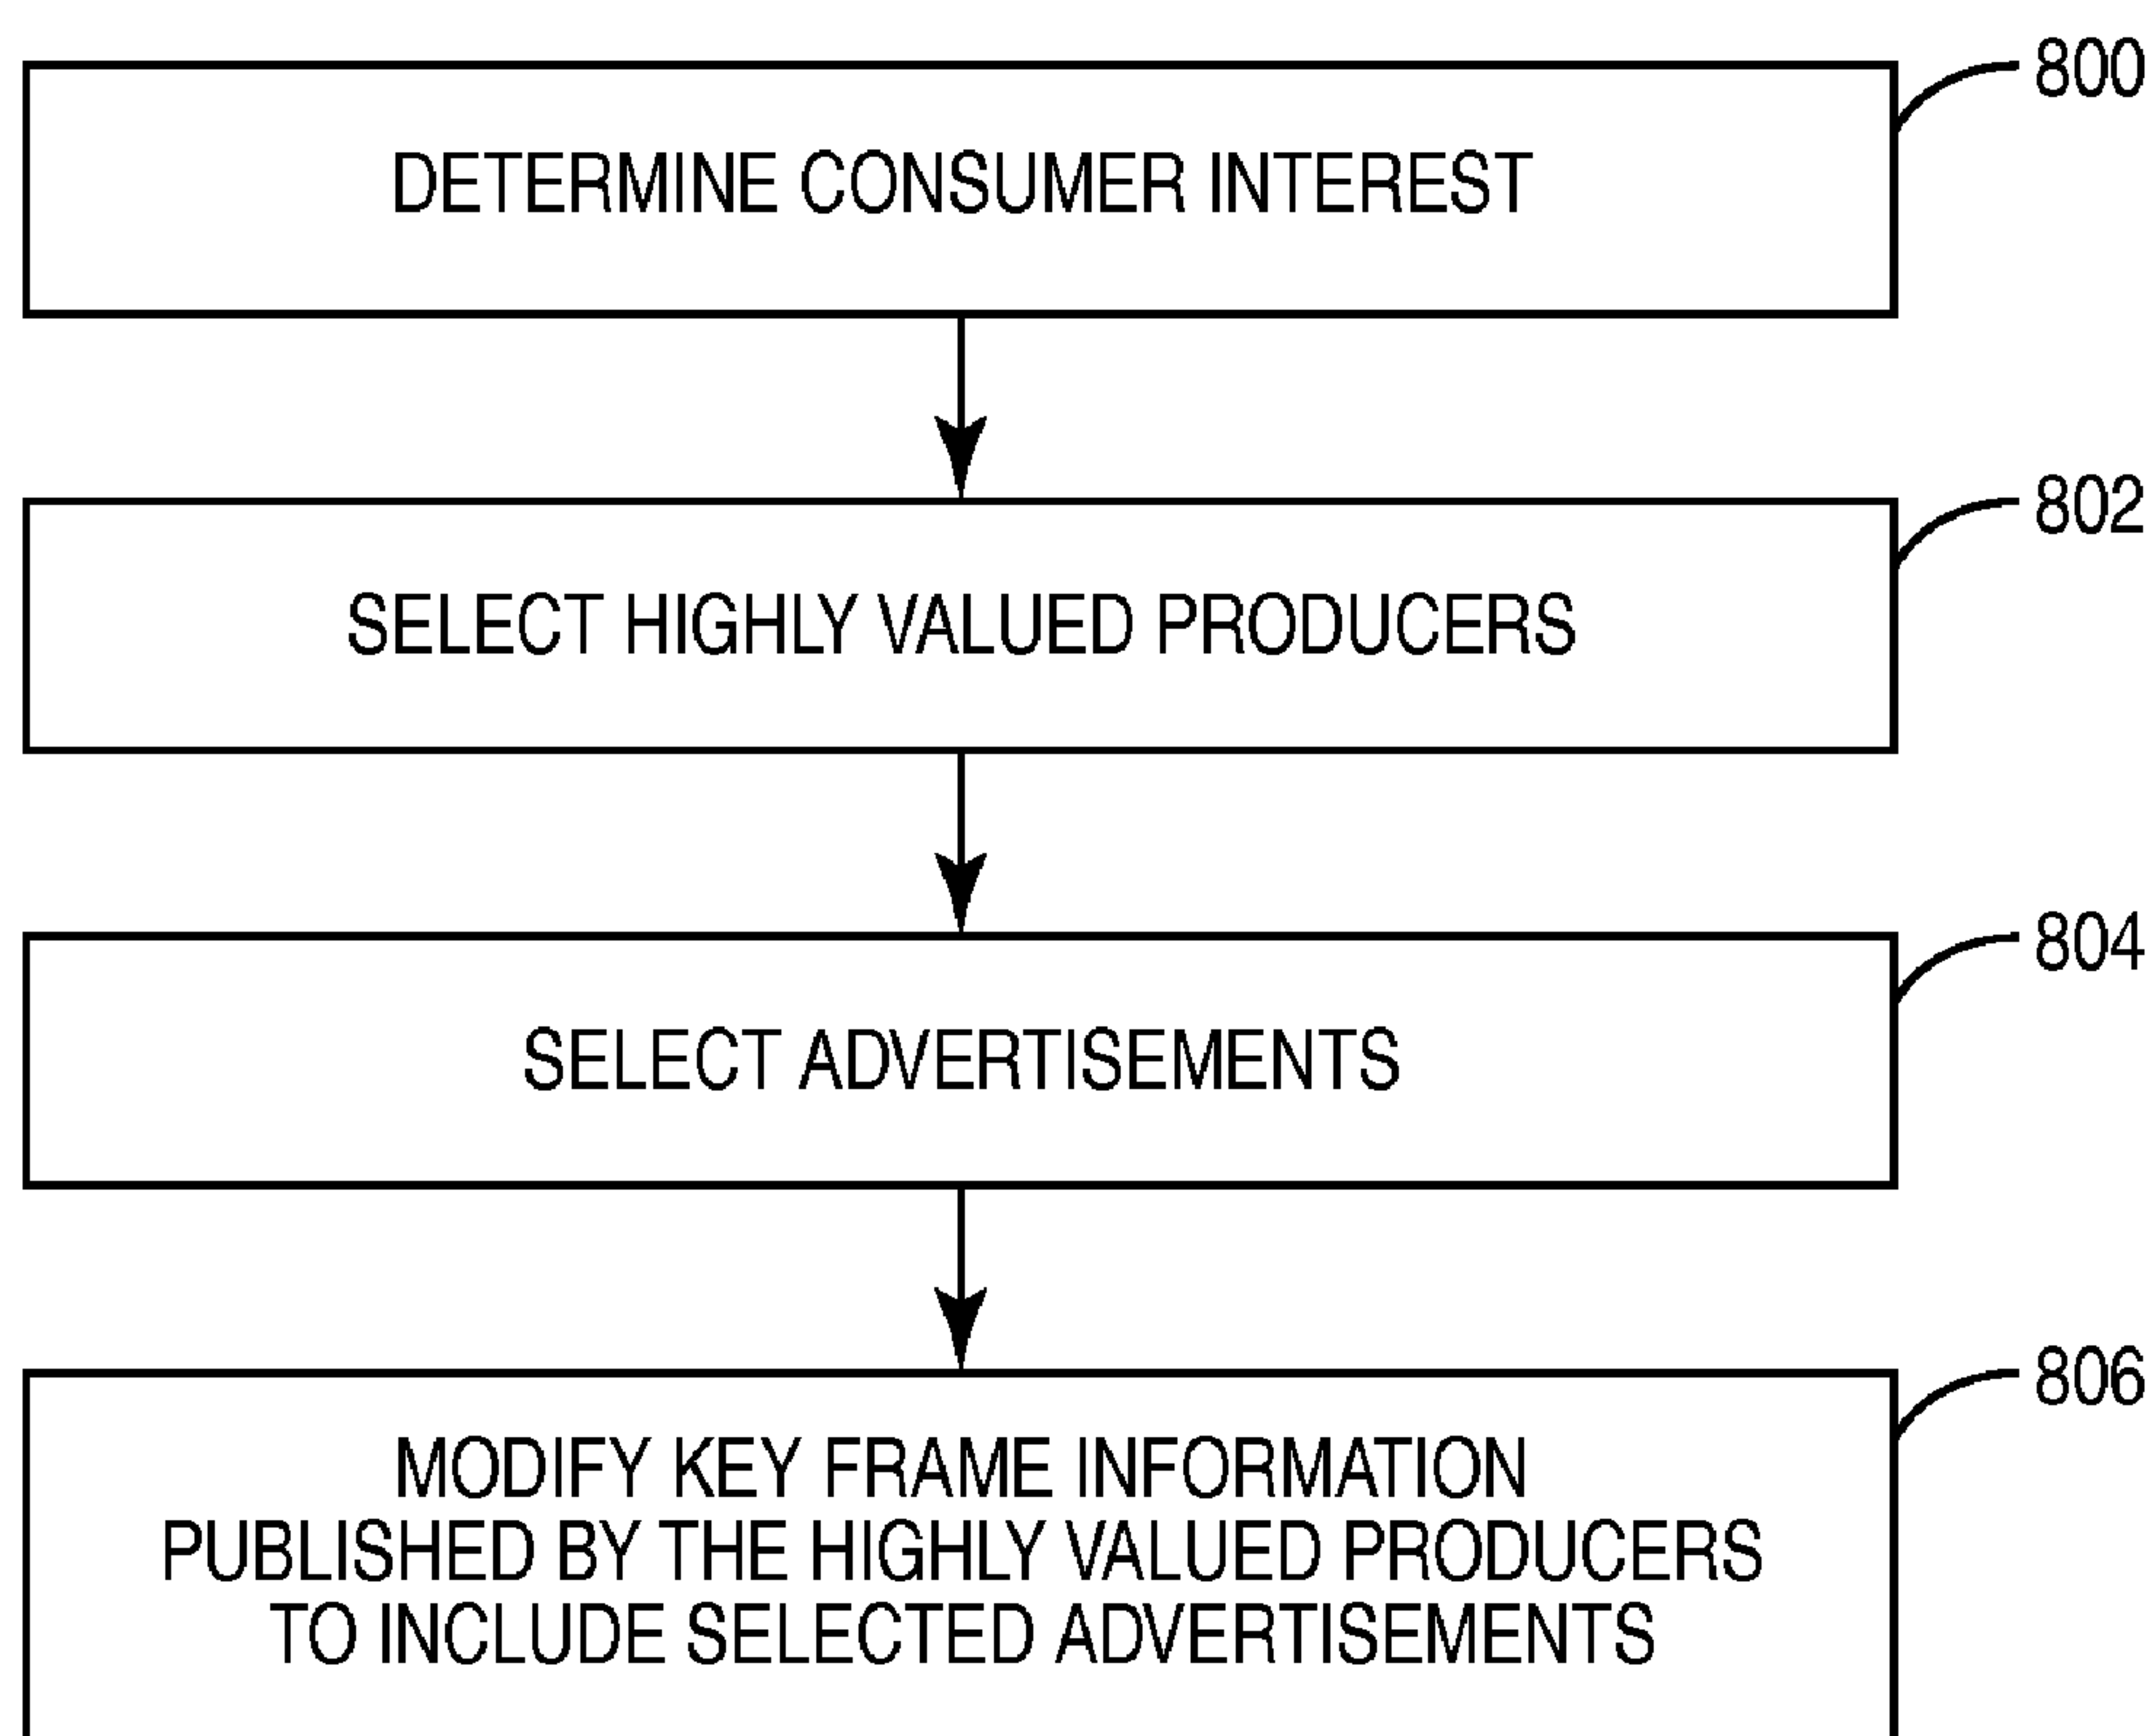 800
DETERMINE CONSUMER INTEREST
802
SELECT HIGHLY VALUED PRODUCERS
804
SELECT ADVERTISEMENTS
806
MODIFY KEY FRAME INFORMATION
PUBLISHED BY THE HIGHLY VALUED PRODUCERS
TO INCLUDE SELECTED ADVERTISEMENTS